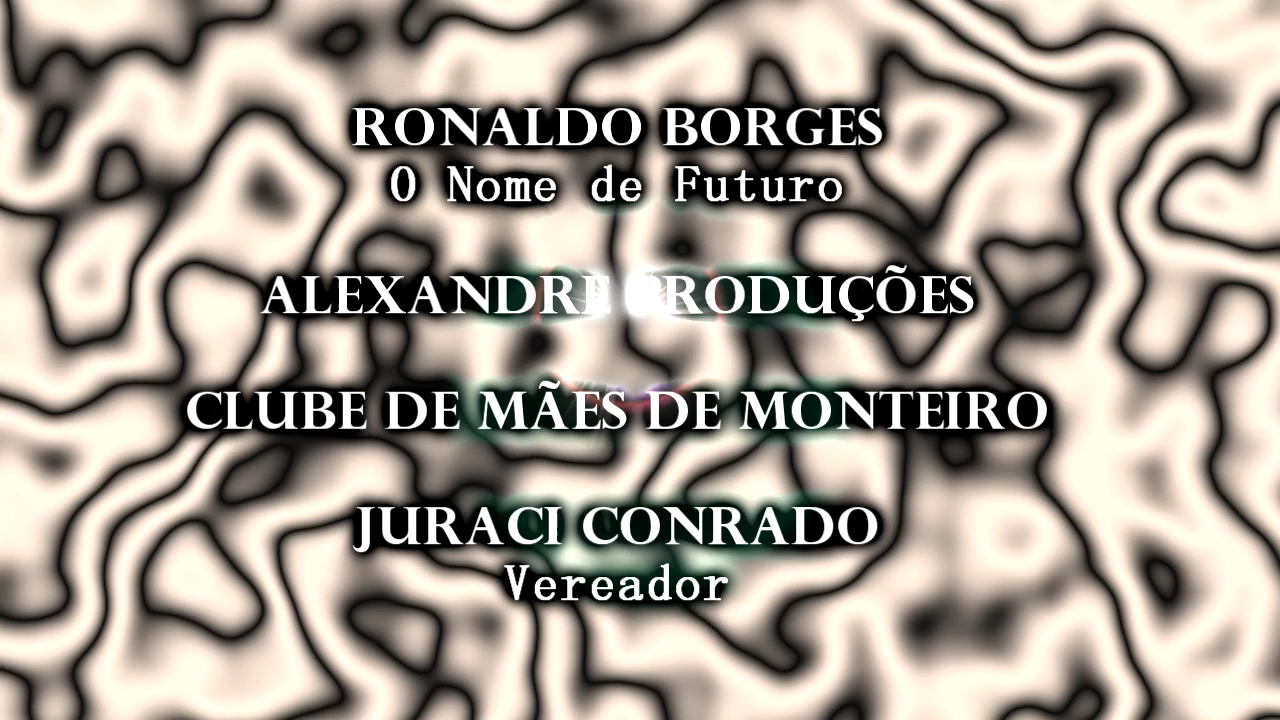 RONALDO BORGES
O Nome de Futuro
ALEXANDRE PRODUÇÕES
CLUBE DE MÃES DE MONTEIRO
JURACI CONRADO
Vereador